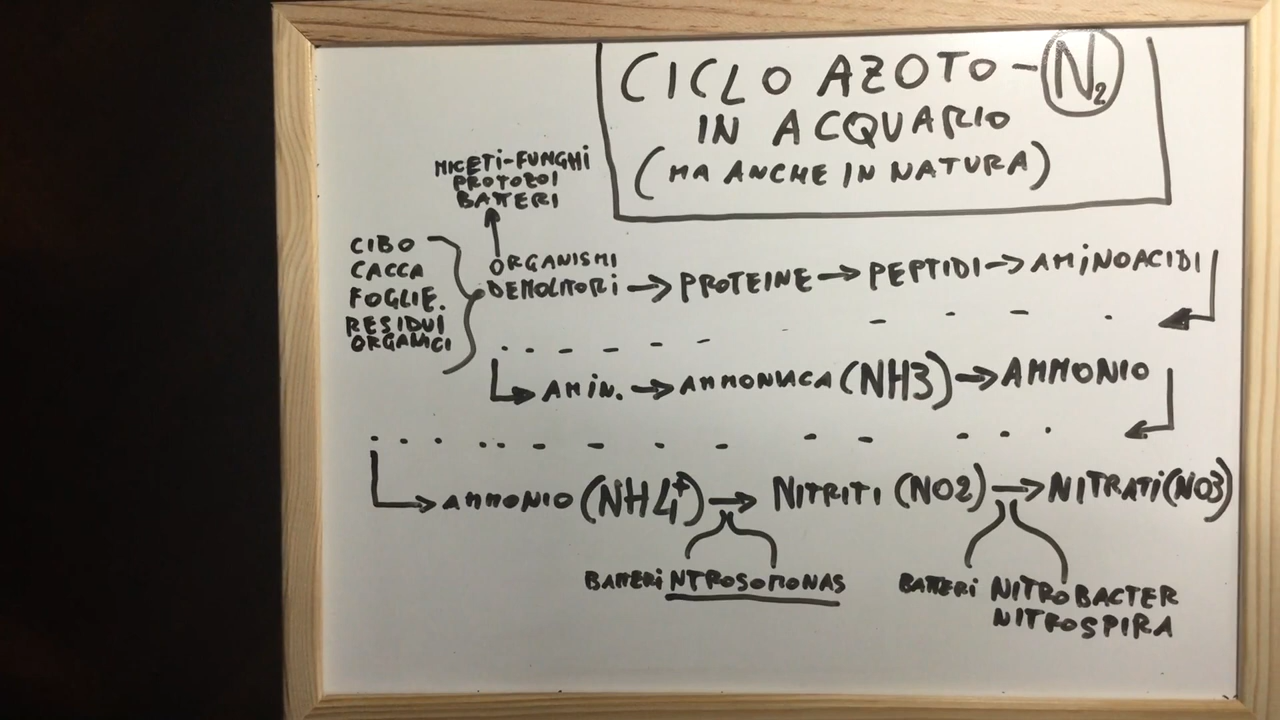 CICLO AZOTO - N2
IN ACQUARIO
(MA ANCHE IN NATURA)
MICETI-FUNGHI
PROTOZOI
BATTERI
CIBO
CACCA
FOGLIE.
RESIDUI
ORGANICI
ORGANISMI
DEMOLITORI → PROTEINE → PEPTIDI → AMINOACIDI
AMIN. → AMMONIACA (NH3) → AMMONIO
AMMONIO (NH4+) → NITRITI (NO2) → NITRATI (NO3)
BATTERI NTROSOMONAS
BATTERI NITROBACTER
NITROSPIRA